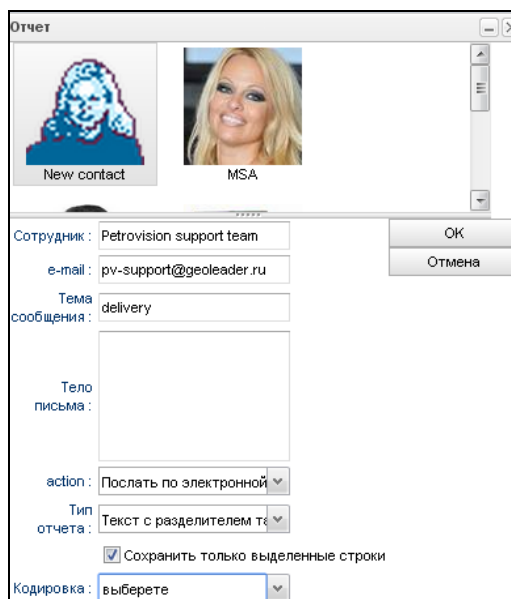 Отчет
New contact
MSA
Сотрудник :
Petrovision support team
OK
e-mail :
pv-support@geoleader.ru
Отмена
Тема
сообщения :
delivery
Тело
письма :
action :
Послать по электронной
Тип
отчета :
Текст с разделителем та
Сохранить только выделенные строки
Кодировка :
выберете